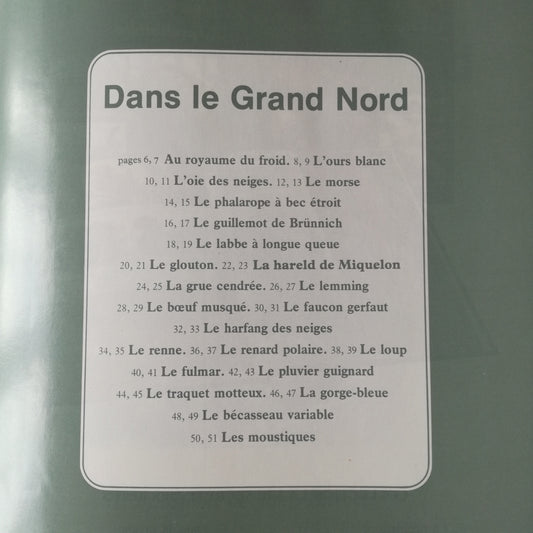 Dans le Grand Nord
pages 6, 7 Au royaume du froid. 8, 9 L'ours blanc
10, 11 L'oie des neiges. 12, 13 Le morse
14, 15 Le phalarope à bec étroit
16, 17 Le guillemot de Brünnich
18, 19 Le labbe à longue queue
20, 21 Le glouton. 22, 23 La hareld de Miquelon
24, 25 La grue cendrée. 26, 27 Le lemming
28, 29 Le bœuf musqué. 30, 31 Le faucon gerfaut
32, 33 Le harfang des neiges
34, 35 Le renne. 36, 37 Le renard polaire. 38, 39 Le loup
40, 41 Le fulmar. 42, 43 Le pluvier guignard
44, 45 Le traquet motteux. 46, 47 La gorge-bleue
48, 49 Le bécasseau variable
50, 51 Les moustiques